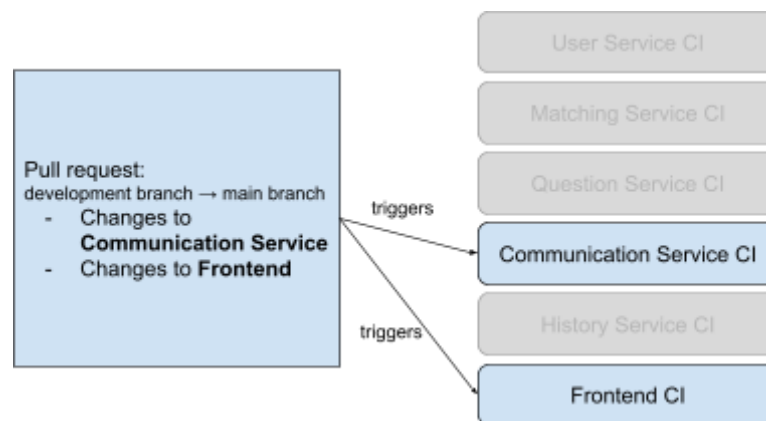 User Service CI
Matching Service CI
Pull request:
development branch → main branch
- Changes to
Communication Service
- Changes to Frontend
Question Service CI
triggers
Communication Service CI
History Service CI
triggers
Frontend CI